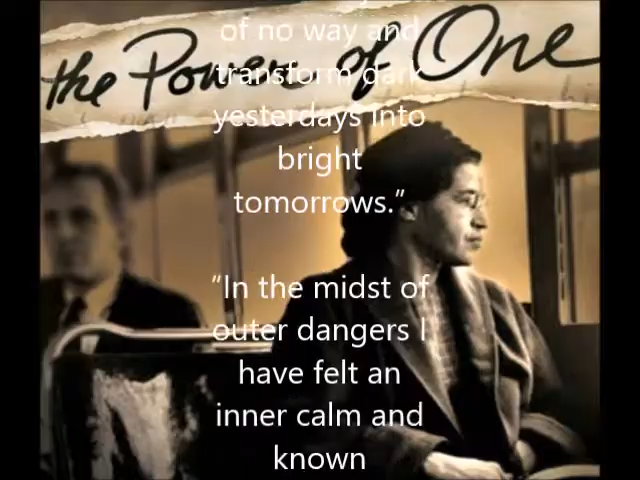 the Power of One
of no way and
transform dark
yesterdays into
bright
tomorrows.”
“In the midst of
outer dangers I
have felt an
inner calm and
known